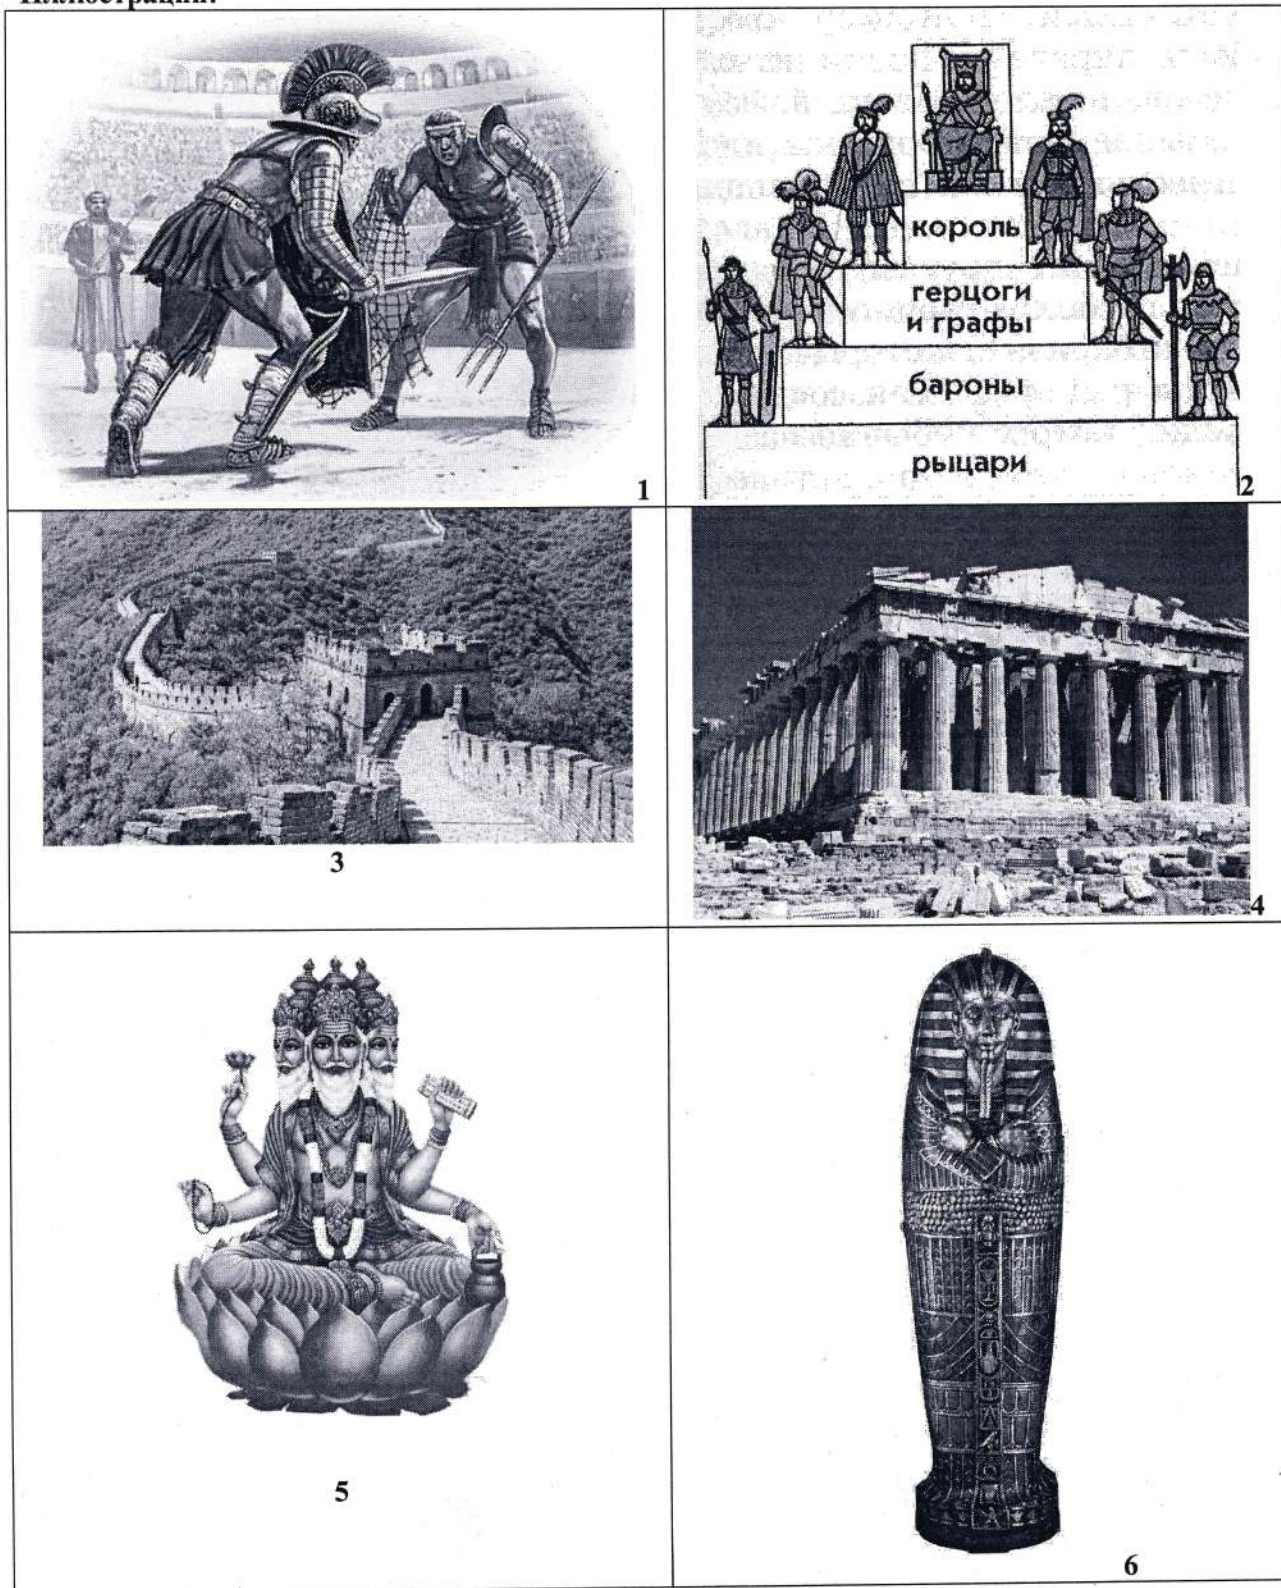 Иллюстрации:
1
король
герцоги
и графы
бароны
рыцари
2
3
4
5
6